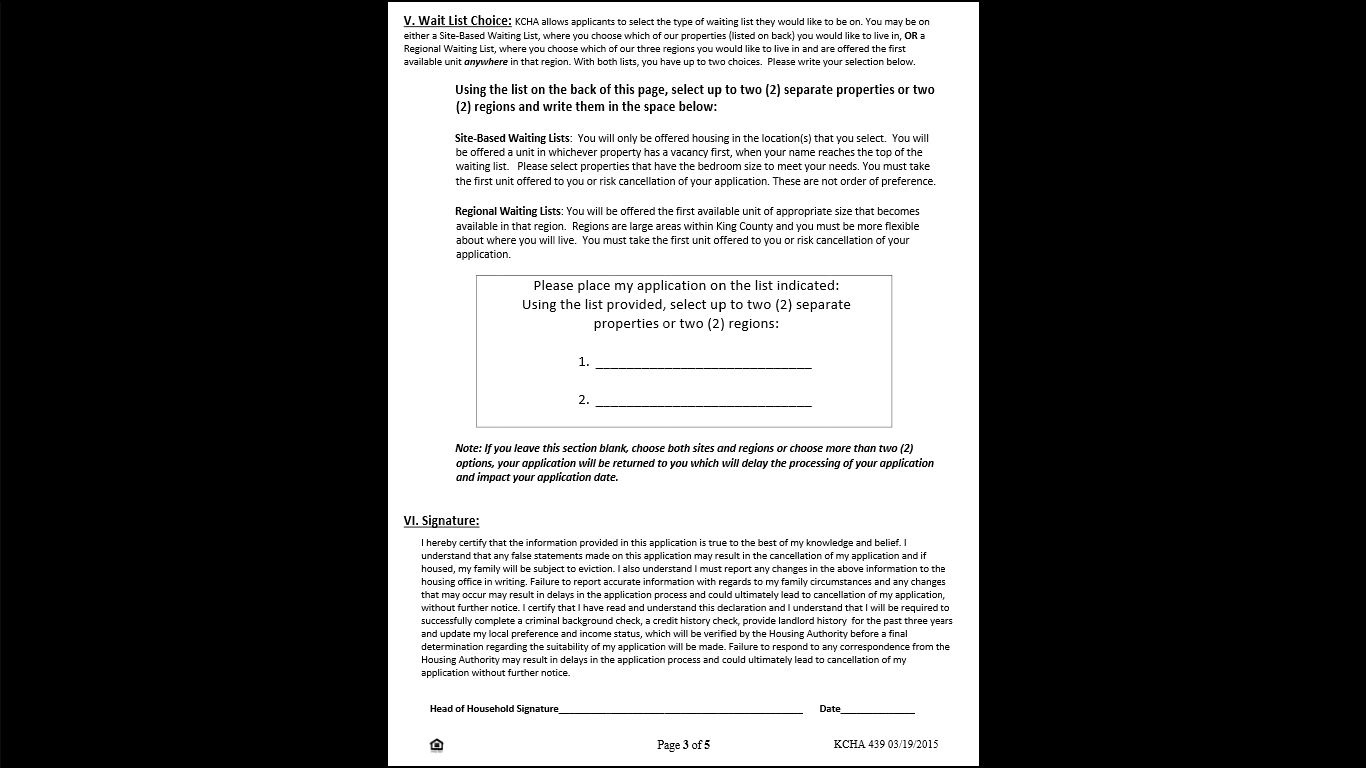 V. Wait List Choice: KCHA allows applicants to select the type of waiting list they would like to be on. You may be on
either a Site-Based Waiting List, where you choose which of our properties (listed on back) you would like to live in, OR a
Regional Waiting List, where you choose which of our three regions you would like to live in and are offered the first
available unit anywhere in that region. With both lists, you have up to two choices. Please write your selection below.
Using the list on the back of this page, select up to two (2) separate properties or two
(2) regions and write them in the space below:
Site-Based Waiting Lists: You will only be offered housing in the location(s) that you select. You will
be offered a unit in whichever property has a vacancy first, when your name reaches the top of the
waiting list. Please select properties that have the bedroom size to meet your needs. You must take
the first unit offered to you or risk cancellation of your application. These are not order of preference.
Regional Waiting Lists: You will be offered the first available unit of appropriate size that becomes
available in that region. Regions are large areas within King County and you must be more flexible
about where you will live. You must take the first unit offered to you or risk cancellation of your
application.
Please place my application on the list indicated:
Using the list provided, select up to two (2) separate
properties or two (2) regions:
1. ____________________________
2. ____________________________
Note: If you leave this section blank, choose both sites and regions or choose more than two (2)
options, your application will be returned to you which will delay the processing of your application
and impact your application date.
VI. Signature:
I hereby certify that the information provided in this application is true to the best of my knowledge and belief. I
understand that any false statements made on this application may result in the cancellation of my application and if
housed, my family will be subject to eviction. I also understand I must report any changes in the above information to the
housing office in writing. Failure to report accurate information with regards to my family circumstances and any changes
that may occur may result in delays in the application process and could ultimately lead to cancellation of my application,
without further notice. I certify that I have read and understand this declaration and I understand that I will be required to
successfully complete a criminal background check, a credit history check, provide landlord history for the past three years
and update my local preference and income status, which will be verified by the Housing Authority before a final
determination regarding the suitability of my application will be made. Failure to respond to any correspondence from the
Housing Authority may result in delays in the application process and could ultimately lead to cancellation of my
application without further notice.
Head of Household Signature______________________________ Date______________
Page 3 of 5 KCHA 439 03/19/2015